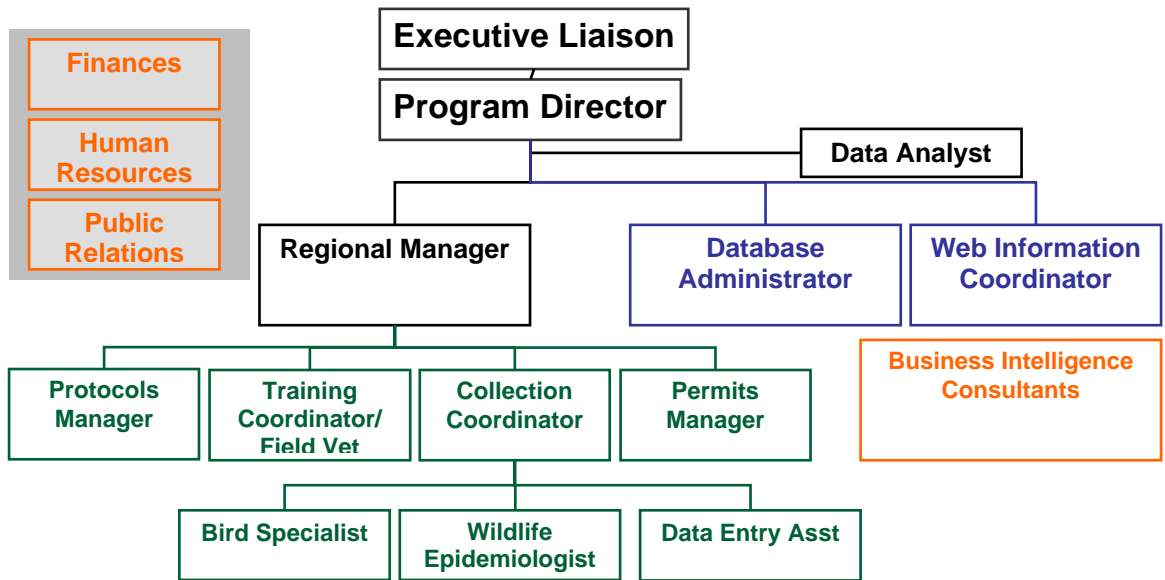 Finances
Human
Resources
Public
Relations
Executive Liaison
Program Director
Data Analyst
Regional Manager
Database
Administrator
Web Information
Coordinator
Protocols
Manager
Training
Coordinator/
Field Vet
Collection
Coordinator
Permits
Manager
Business Intelligence
Consultants
Bird Specialist
Wildlife
Epidemiologist
Data Entry Asst